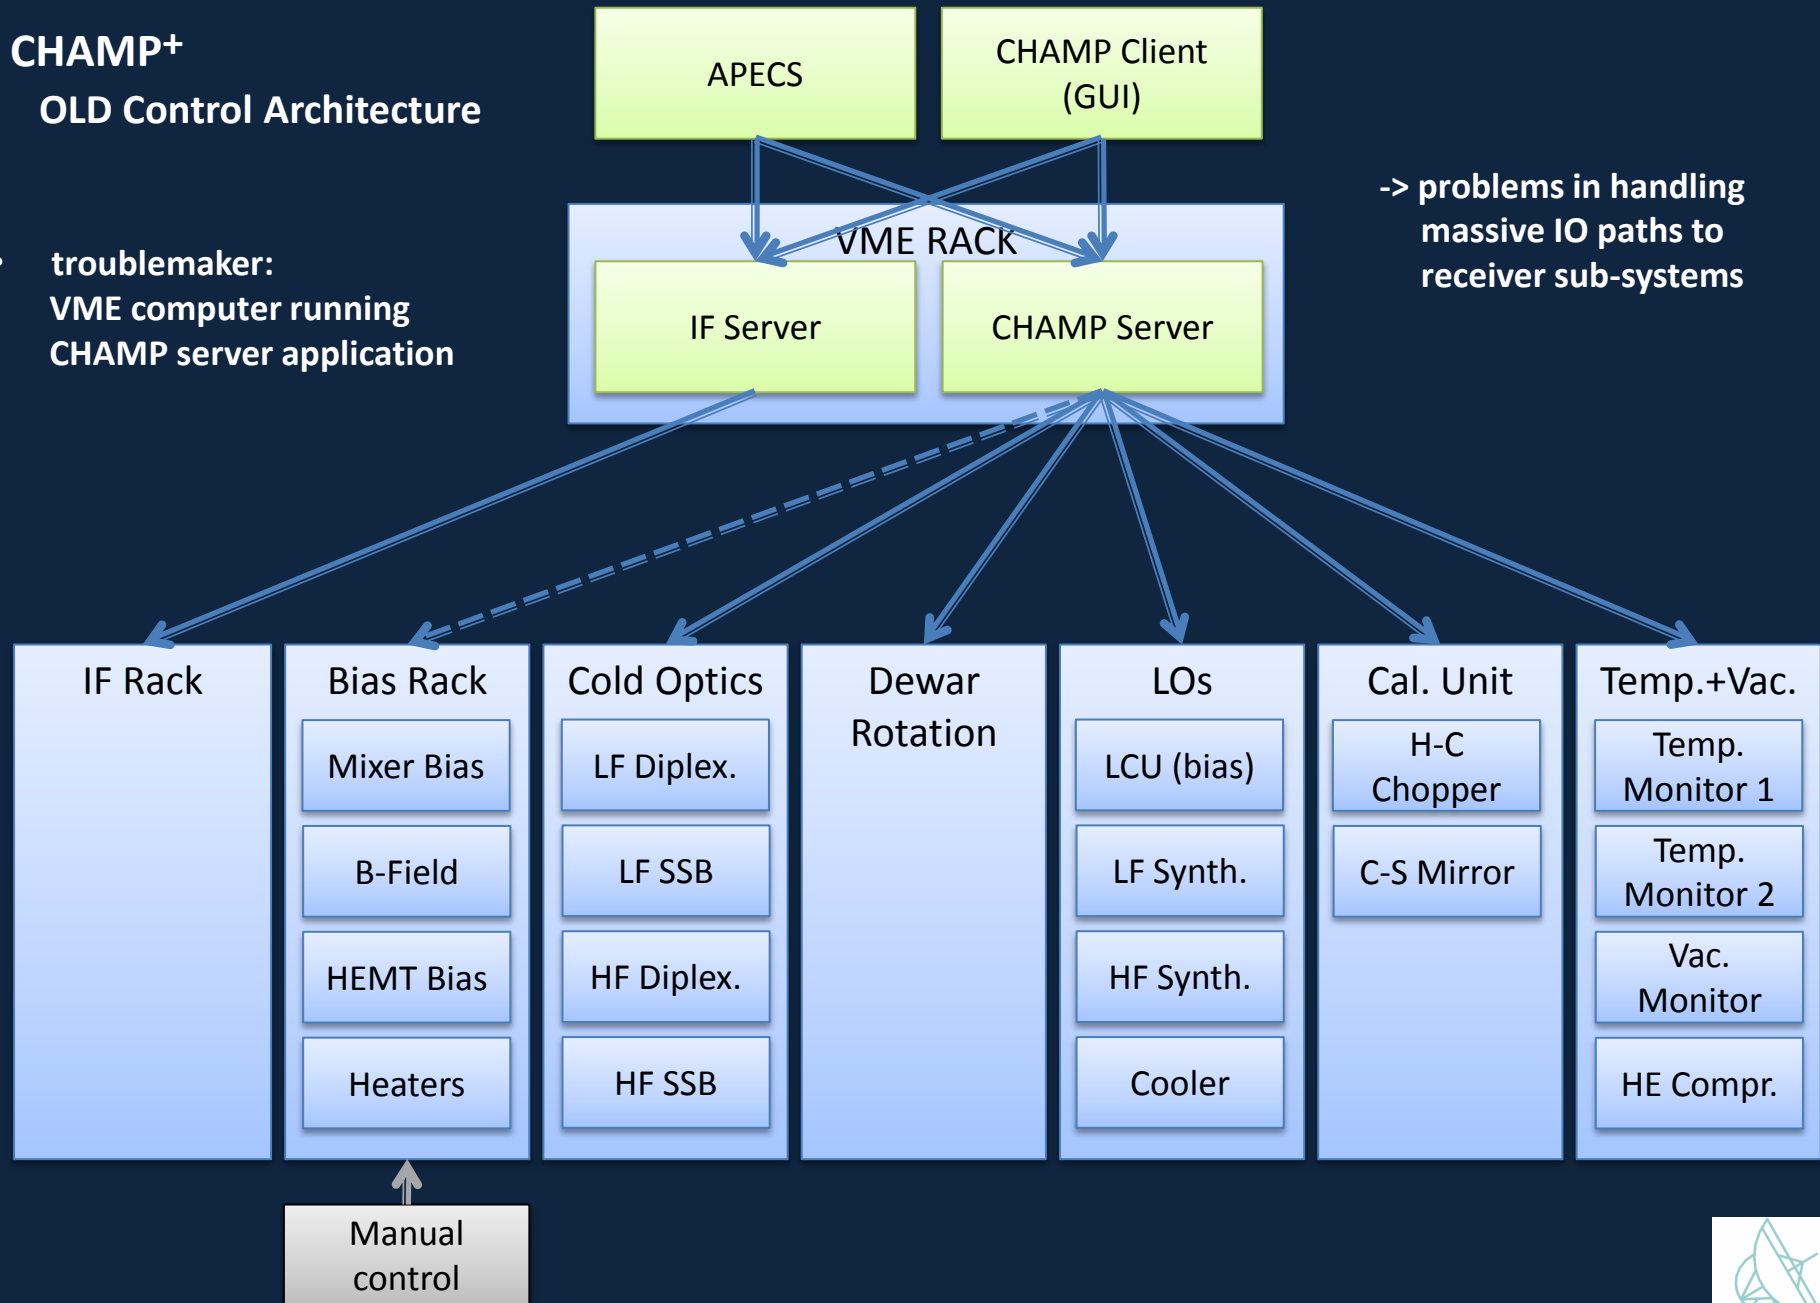 CHAMP+
OLD Control Architecture
APECS
CHAMP Client
(GUI)
-> problems in handling
massive IO paths to
receiver sub-systems
• troublemaker:
VME computer running
CHAMP server application
VME RACK
IF Server
CHAMP Server
IF Rack
Bias Rack
Mixer Bias
B-Field
HEMT Bias
Heaters
Cold Optics
LF Diplex.
LF SSB
HF Diplex.
HF SSB
Dewar
Rotation
LOs
LCU (bias)
LF Synth.
HF Synth.
Cooler
Cal. Unit
H-C
Chopper
C-S Mirror
Temp.+Vac.
Temp.
Monitor 1
Temp.
Monitor 2
Vac.
Monitor
HE Compr.
Manual
control